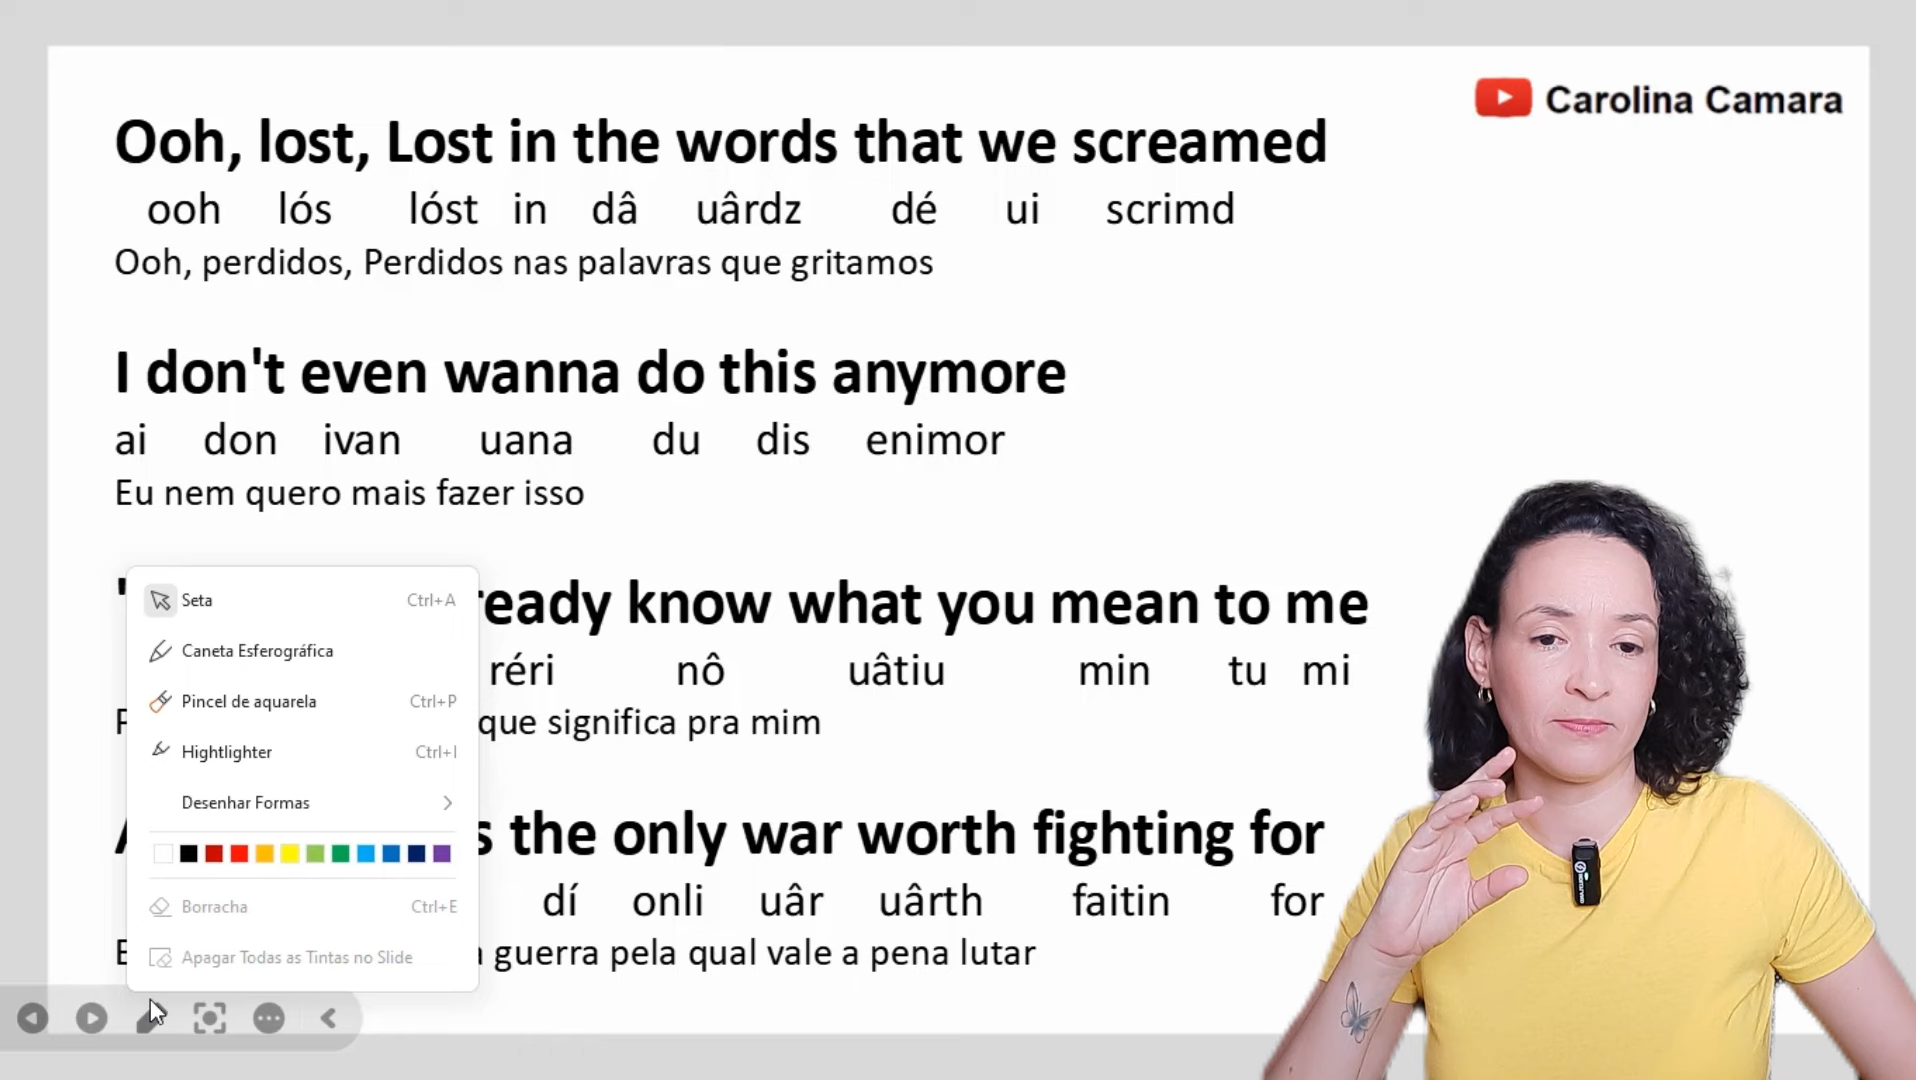 Carolina Camara
Ooh, lost, Lost in the words that we screamed
ooh lós lóst in dâ uârdz dé ui scrimd
Ooh, perdidos, Perdidos nas palavras que gritamos
I don't even wanna do this anymore
ai don ivan uana du dis enimor
Eu nem quero mais fazer isso
know what you mean to me
réri nô uâtiu min tu mi
que significa pra mim
the only war worth fighting for
dí onli uâr uârth faitin for
guerra pela qual vale a pena lutar
Seta Ctrl+A
Caneta Esferográfica
Pincel de aquarela Ctrl+P
Hightlighter Ctrl+I
Desenhar Formas
Borracha Ctrl+E
Apagar Todas as Tintas no Slide